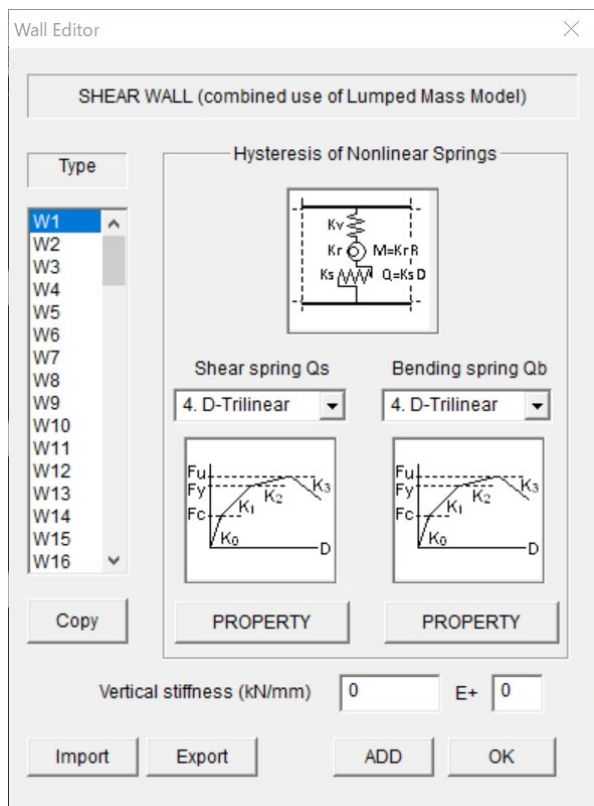 Wall Editor
SHEAR WALL (combined use of Lumped Mass Model)
Type
W1
W2
W3
W4
W5
W6
W7
W8
W9
W10
W11
W12
W13
W14
W15
W16
Copy
Hysteresis of Nonlinear Springs
Kv
Kr M=KrR
Ks Q=KsD
Shear spring Qs
4. D-Trilinear
Fu
Fy
Fc
K0
K1
K2
K3
D
PROPERTY
Bending spring Qb
4. D-Trilinear
Fu
Fy
Fc
K0
K1
K2
K3
D
PROPERTY
Vertical stiffness (kN/mm) 0 E+ 0
Import Export ADD OK